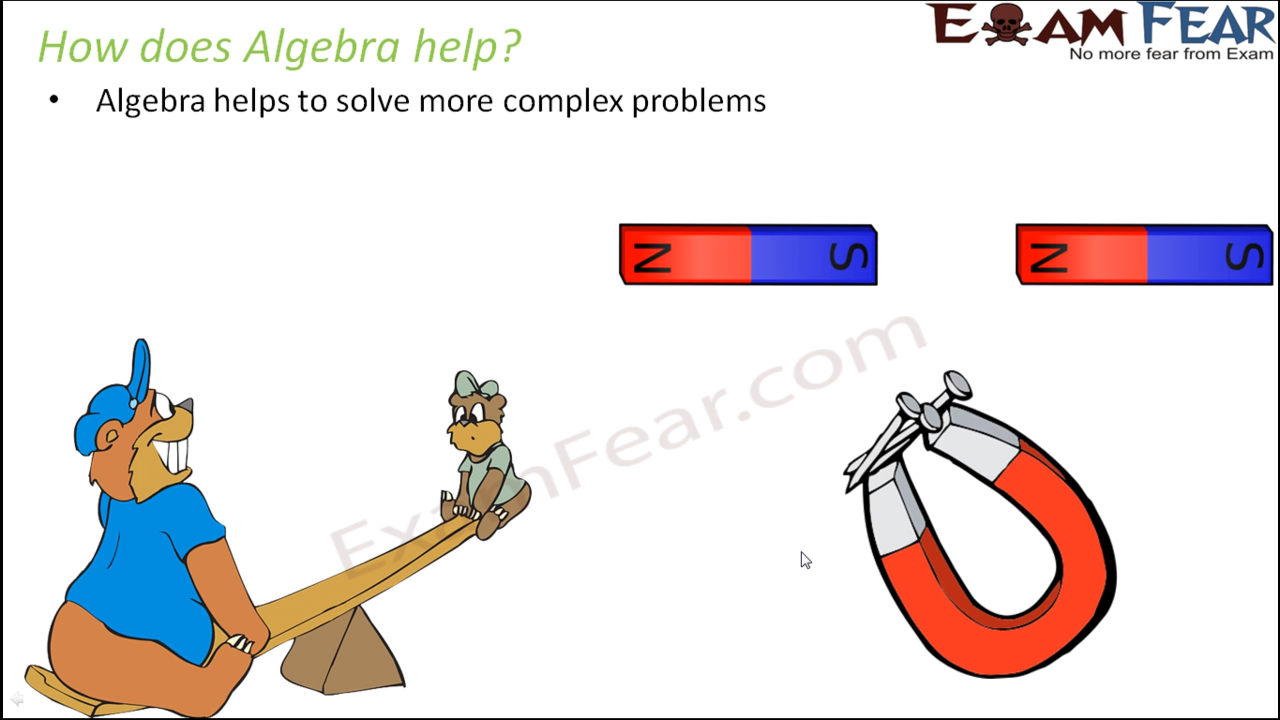 How does Algebra help?
EXAM FEAR
No more fear from Exam
• Algebra helps to solve more complex problems
N S
N S
ExamFear.com